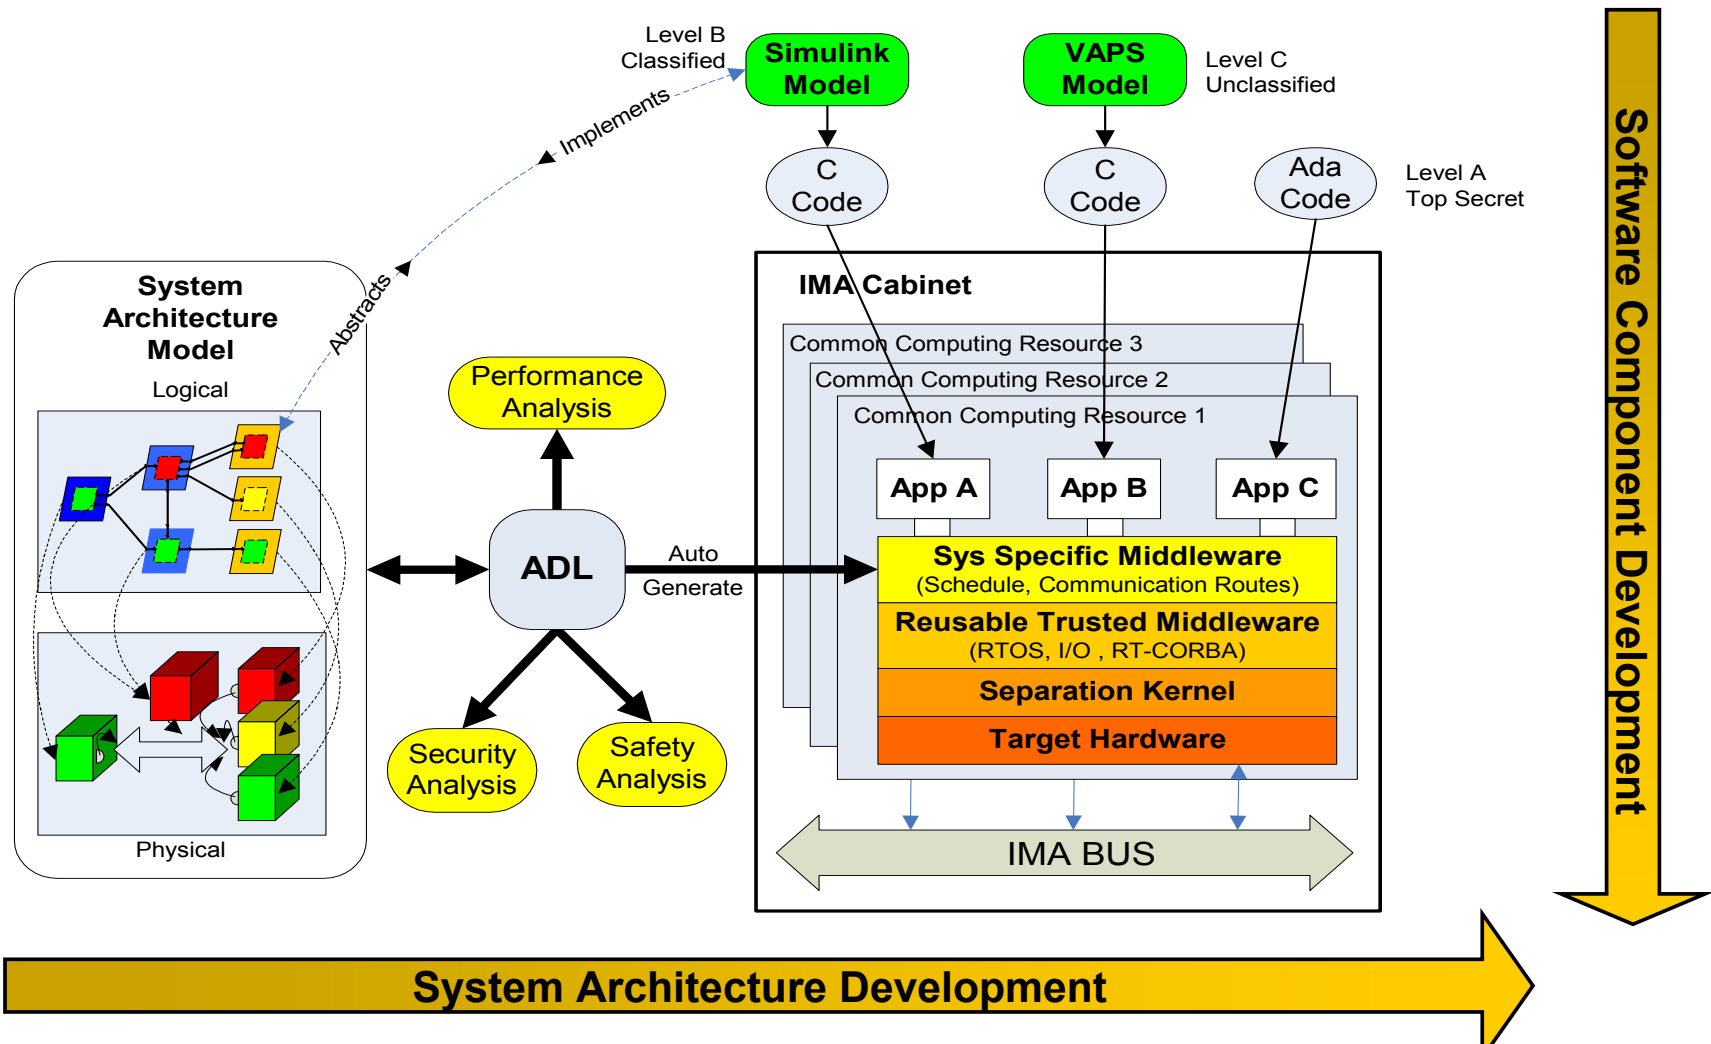 Level B
Classified
Simulink
Model
VAPS
Model
Level C
Unclassified
Implements
C
Code
C
Code
Ada
Code
Level A
Top Secret
Abstracts
System
Architecture
Model
Logical
Physical
Performance
Analysis
ADL
Auto
Generate
Security
Analysis
Safety
Analysis
IMA Cabinet
Common Computing Resource 3
Common Computing Resource 2
Common Computing Resource 1
App A
App B
App C
Sys Specific Middleware
(Schedule, Communication Routes)
Reusable Trusted Middleware
(RTOS, I/O , RT-CORBA)
Separation Kernel
Target Hardware
IMA BUS
Software Component Development
System Architecture Development